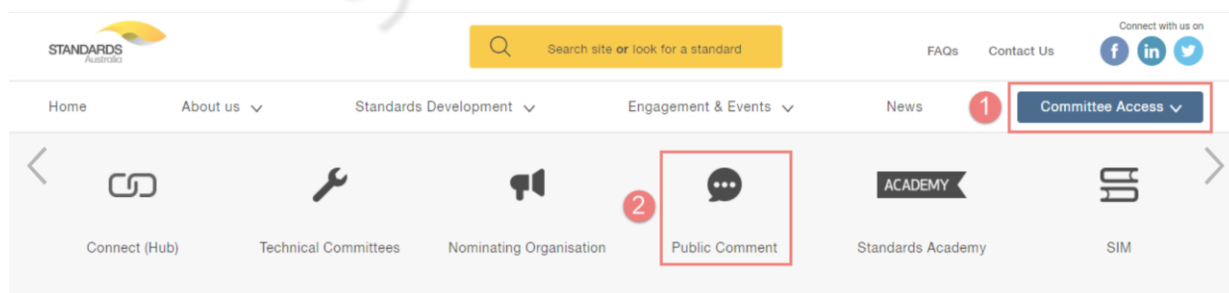 Connect with us on
STANDARDS
Australia
Search site or look for a standard
FAQs
Contact Us
Home
About us
Standards Development
Engagement & Events
News
1
Committee Access
2
ACADEMY
Connect (Hub)
Technical Committees
Nominating Organisation
Public Comment
Standards Academy
SIM